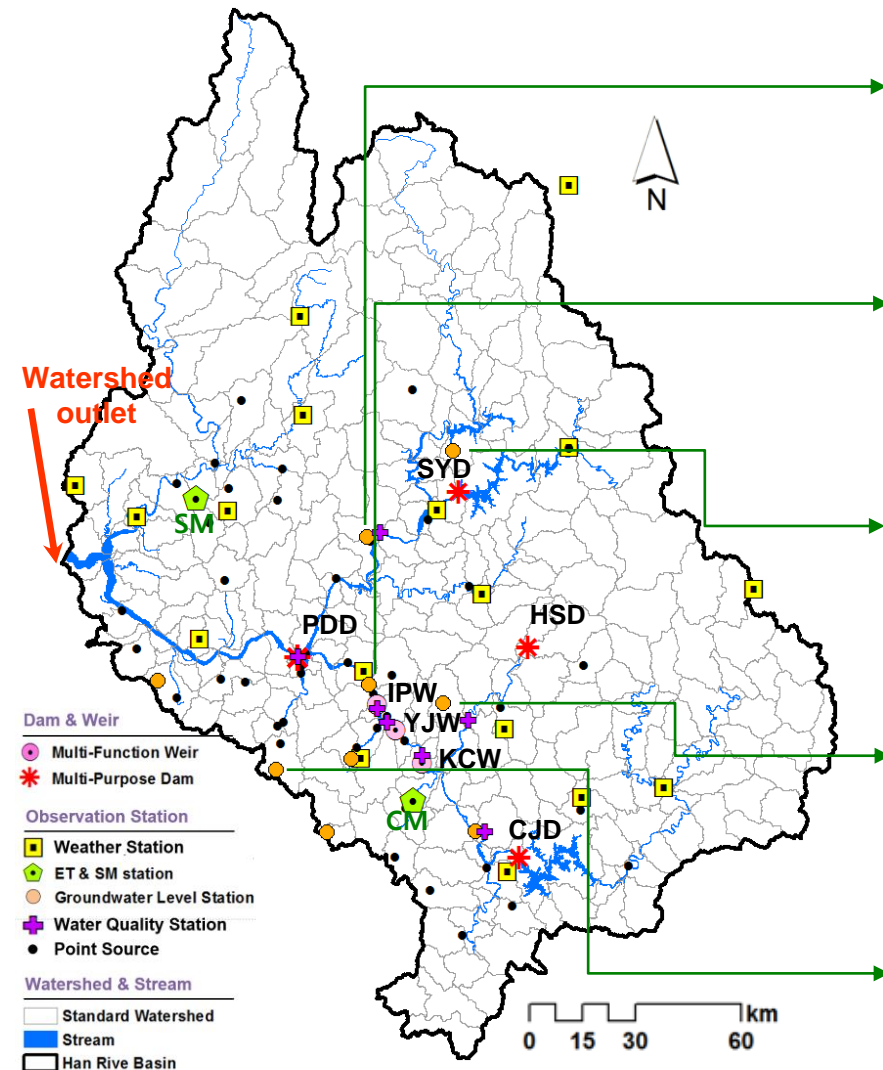 N
Watershed
outlet
SYD
SM
HSD
PDD
IPW
YJW
KCW
CM
CJD
Dam & Weir
Multi-Function Weir
Multi-Purpose Dam
Observation Station
Weather Station
ET & SM station
Groundwater Level Station
Water Quality Station
Point Source
Watershed & Stream
Standard Watershed
Stream
Han Rive Basin
km
0 15 30 60